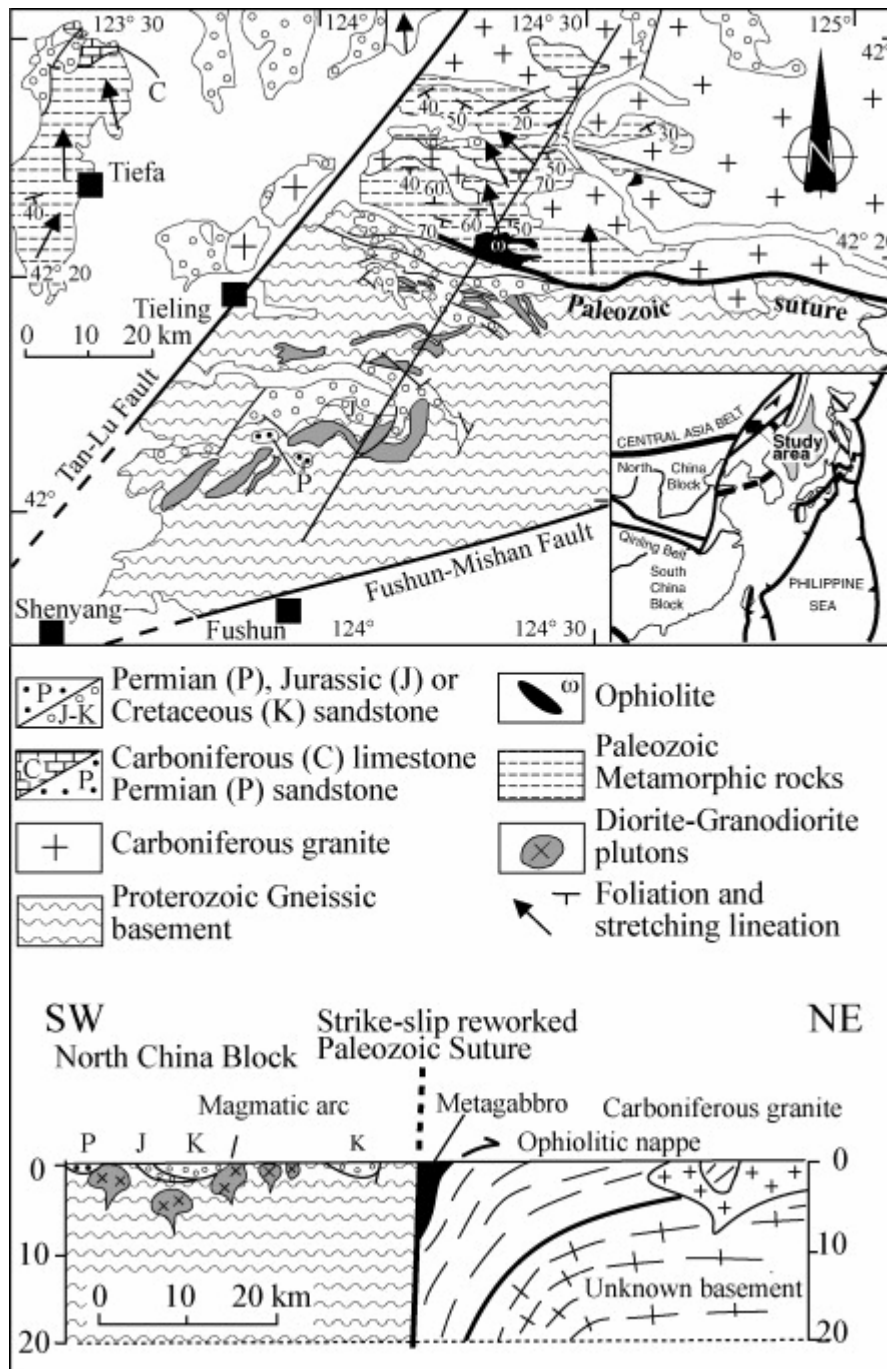 123° 30
124°
124° 30
125°
42°
C
40
50
20
25
30
Tiefa
40
60
50
70
40
60
50
70
ω
42° 20
42° 20
Tieling
0 10 20 km
Paleozoic suture
Tan-Lu Fault
J
P
42°
Fushun-Mishan Fault
Shenyang
Fushun
124°
124° 30
CENTRAL ASIA BELT
Study
area
North China
Block
Qinling Belt
South
China
Block
PHILIPPINE
SEA
N
P
J-K
Permian (P), Jurassic (J) or
Cretaceous (K) sandstone
C
P
Carboniferous (C) limestone
Permian (P) sandstone
Carboniferous granite
Proterozoic Gneissic
basement
ω
Ophiolite
Paleozoic
Metamorphic rocks
Diorite-Granodiorite
plutons
Foliation and
stretching lineation
SW
NE
North China Block
Strike-slip reworked
Paleozoic Suture
Magmatic arc
Metagabbro
Carboniferous granite
P J K K
Ophiolitic nappe
0
10
20
0 10 20 km
Unknown basement
0
10
20